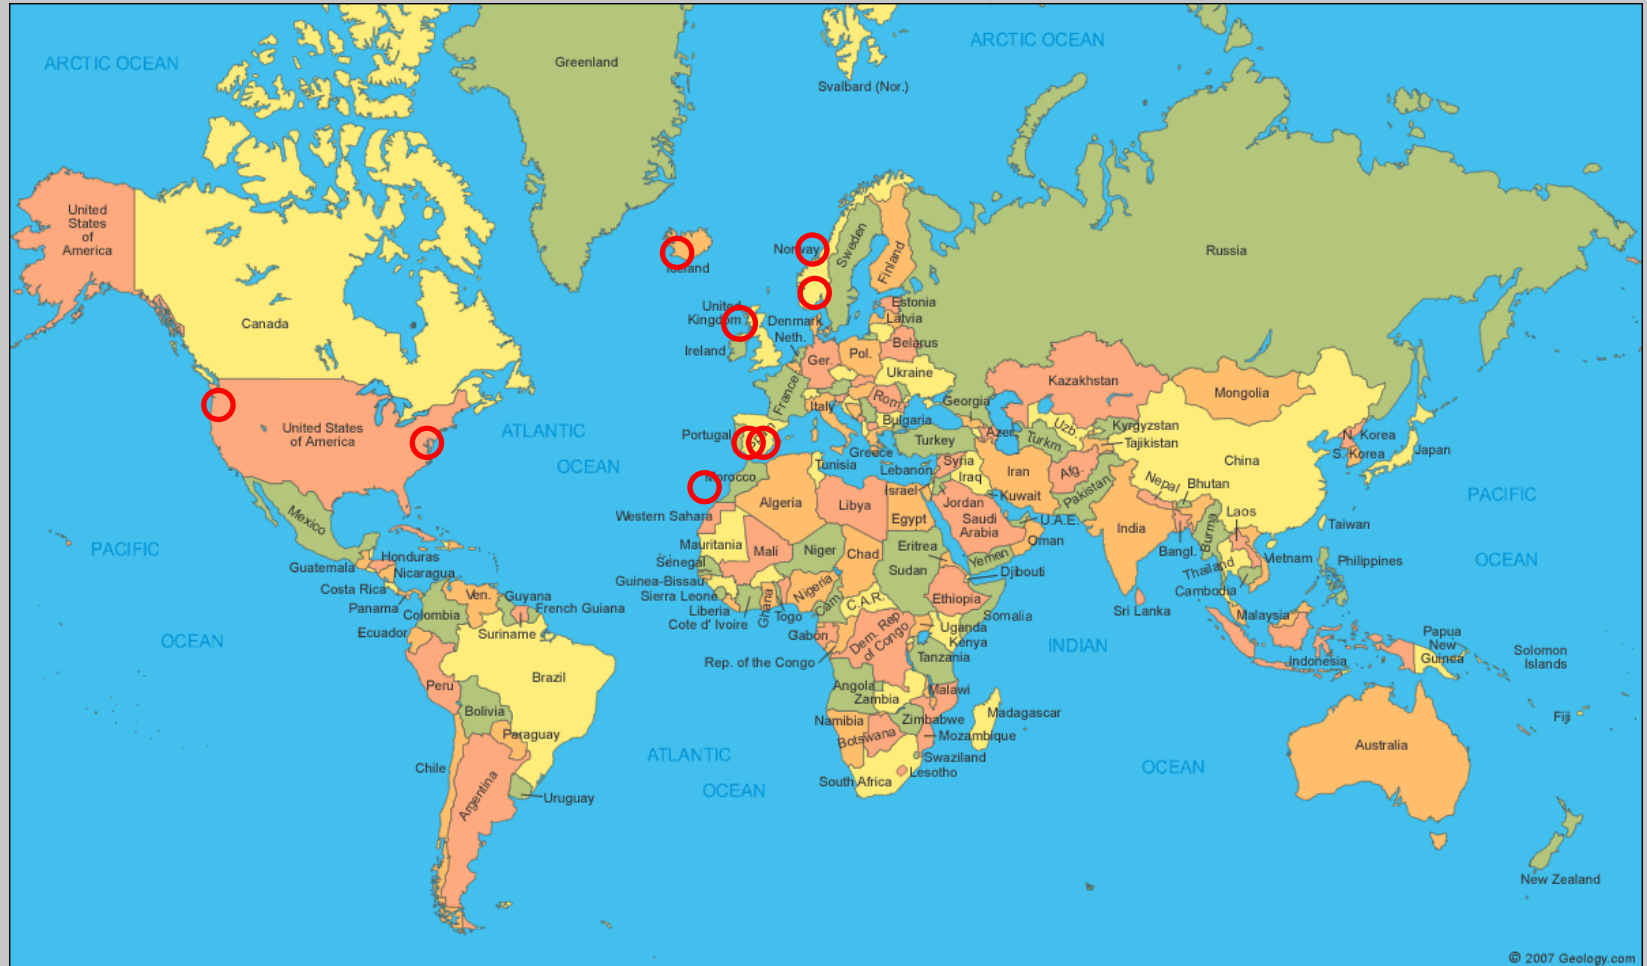 ARCTIC OCEAN
ARCTIC OCEAN
Greenland
Svalbard (Nor.)
United
States
of
America
Canada
Iceland
Norway
Sweden
Finland
Russia
United
Kingdom
Ireland
Denmark
Neth.
Estonia
Latvia
Belarus
Ger.
Pol.
Ukraine
France
Italy
Rom.
Bulgaria
Georgia
Kazakhstan
Mongolia
United States
of America
ATLANTIC
OCEAN
Portugal
Spain
Greece
Turkey
Azer.
Uzb.
Turkm.
Kyrgyzstan
Tajikistan
N. Korea
S. Korea
Japan
China
Morocco
Tunisia
Lebanon
Syria
Iraq
Iran
Afg.
Pakistan
Nepal
Bhutan
Israel
Jordan
Kuwait
Algeria
Libya
Egypt
Saudi
Arabia
U.A.E.
Oman
India
Bangl.
Burma
Laos
Taiwan
PACIFIC
OCEAN
Mexico
Western Sahara
Mauritania
Mali
Niger
Chad
Eritrea
Sudan
Yemen
Djibouti
Thailand
Vietnam
Cambodia
Philippines
PACIFIC
OCEAN
Guatemala
Honduras
Nicaragua
Costa Rica
Panama
Senegal
Guinea-Bissau
Sierra Leone
Liberia
Cote d' Ivoire
Ghana
Togo
Nigeria
Cam.
C.A.R.
Ethiopia
Somalia
Sri Lanka
Malaysia
Ven.
Guyana
French Guiana
Colombia
Suriname
Ecuador
Gabon
Rep. of the Congo
Dem. Rep
of Congo
Uganda
Kenya
Tanzania
INDIAN
OCEAN
Indonesia
Papua
New
Guinea
Solomon
Islands
Peru
Brazil
Bolivia
Paraguay
Chile
Argentina
Uruguay
ATLANTIC
OCEAN
Angola
Zambia
Malawi
Namibia
Zimbabwe
Botswana
Mozambique
Madagascar
Swaziland
Lesotho
South Africa
Fiji
Australia
New Zealand
© 2007 Geology.com